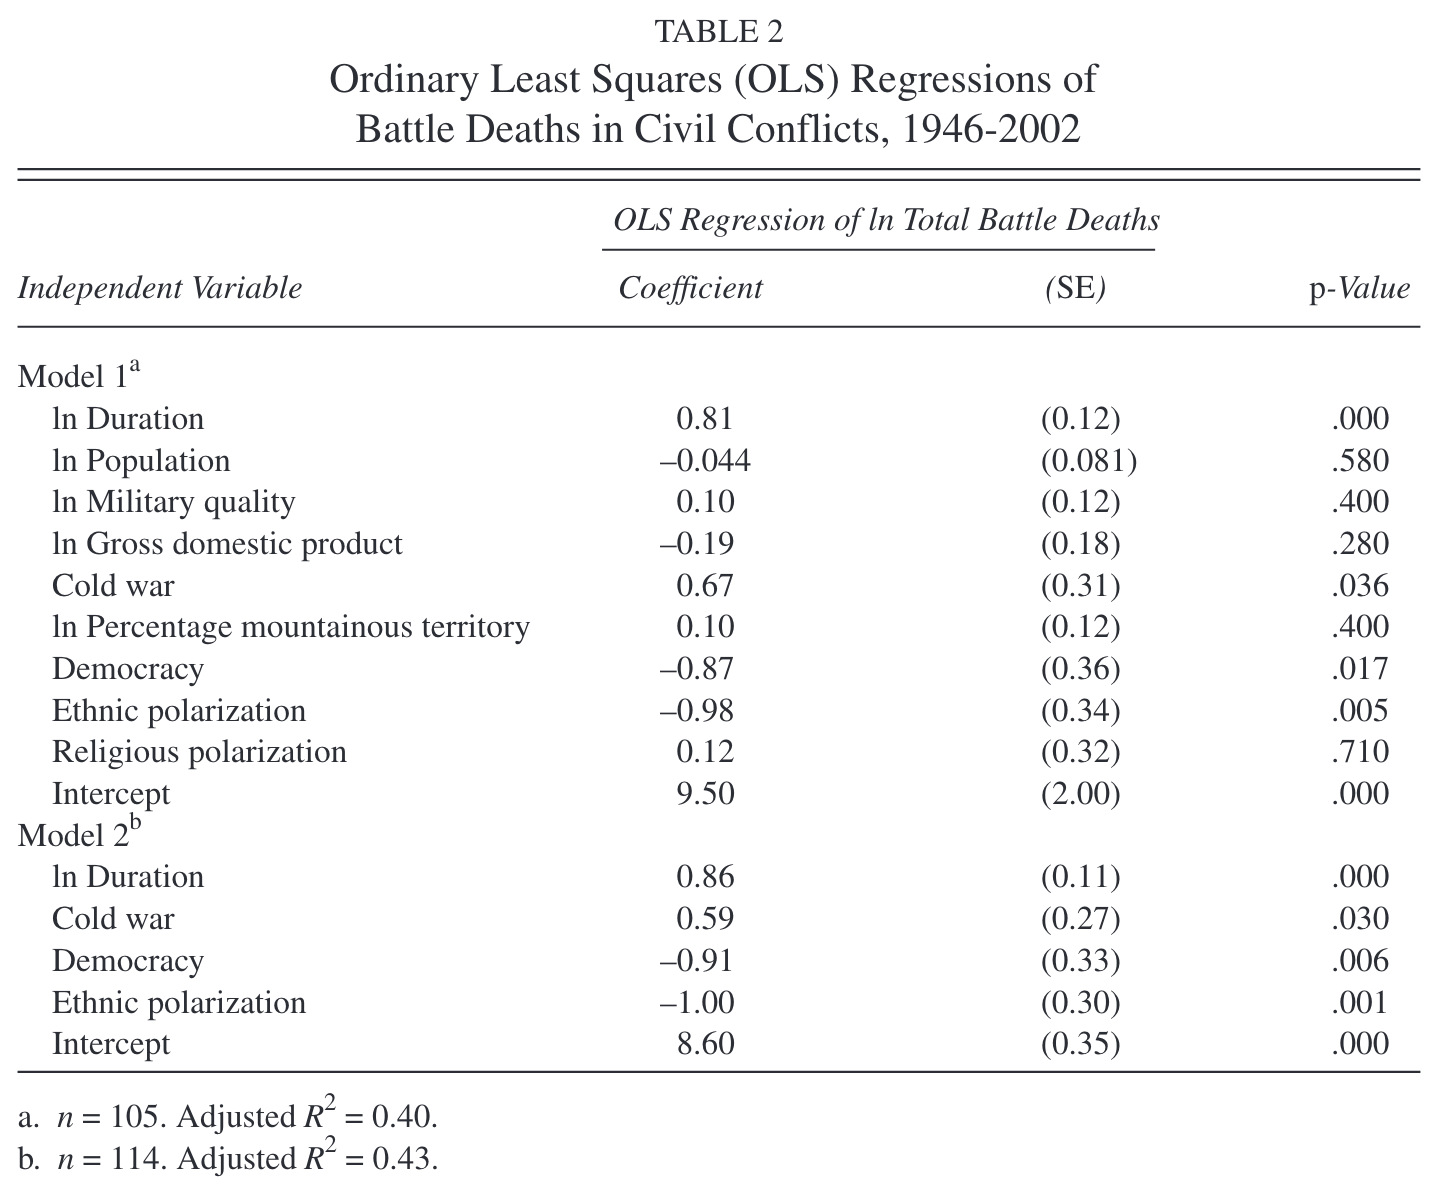 TABLE 2
Ordinary Least Squares (OLS) Regressions of
Battle Deaths in Civil Conflicts, 1946-2002
OLS Regression of ln Total Battle Deaths
Independent Variable Coefficient (SE) p-Value
Model 1a
ln Duration 0.81 (0.12) .000
ln Population –0.044 (0.081) .580
ln Military quality 0.10 (0.12) .400
ln Gross domestic product –0.19 (0.18) .280
Cold war 0.67 (0.31) .036
ln Percentage mountainous territory 0.10 (0.12) .400
Democracy –0.87 (0.36) .017
Ethnic polarization –0.98 (0.34) .005
Religious polarization 0.12 (0.32) .710
Intercept 9.50 (2.00) .000
Model 2b
ln Duration 0.86 (0.11) .000
Cold war 0.59 (0.27) .030
Democracy –0.91 (0.33) .006
Ethnic polarization –1.00 (0.30) .001
Intercept 8.60 (0.35) .000
a. n = 105. Adjusted R2 = 0.40.
b. n = 114. Adjusted R2 = 0.43.